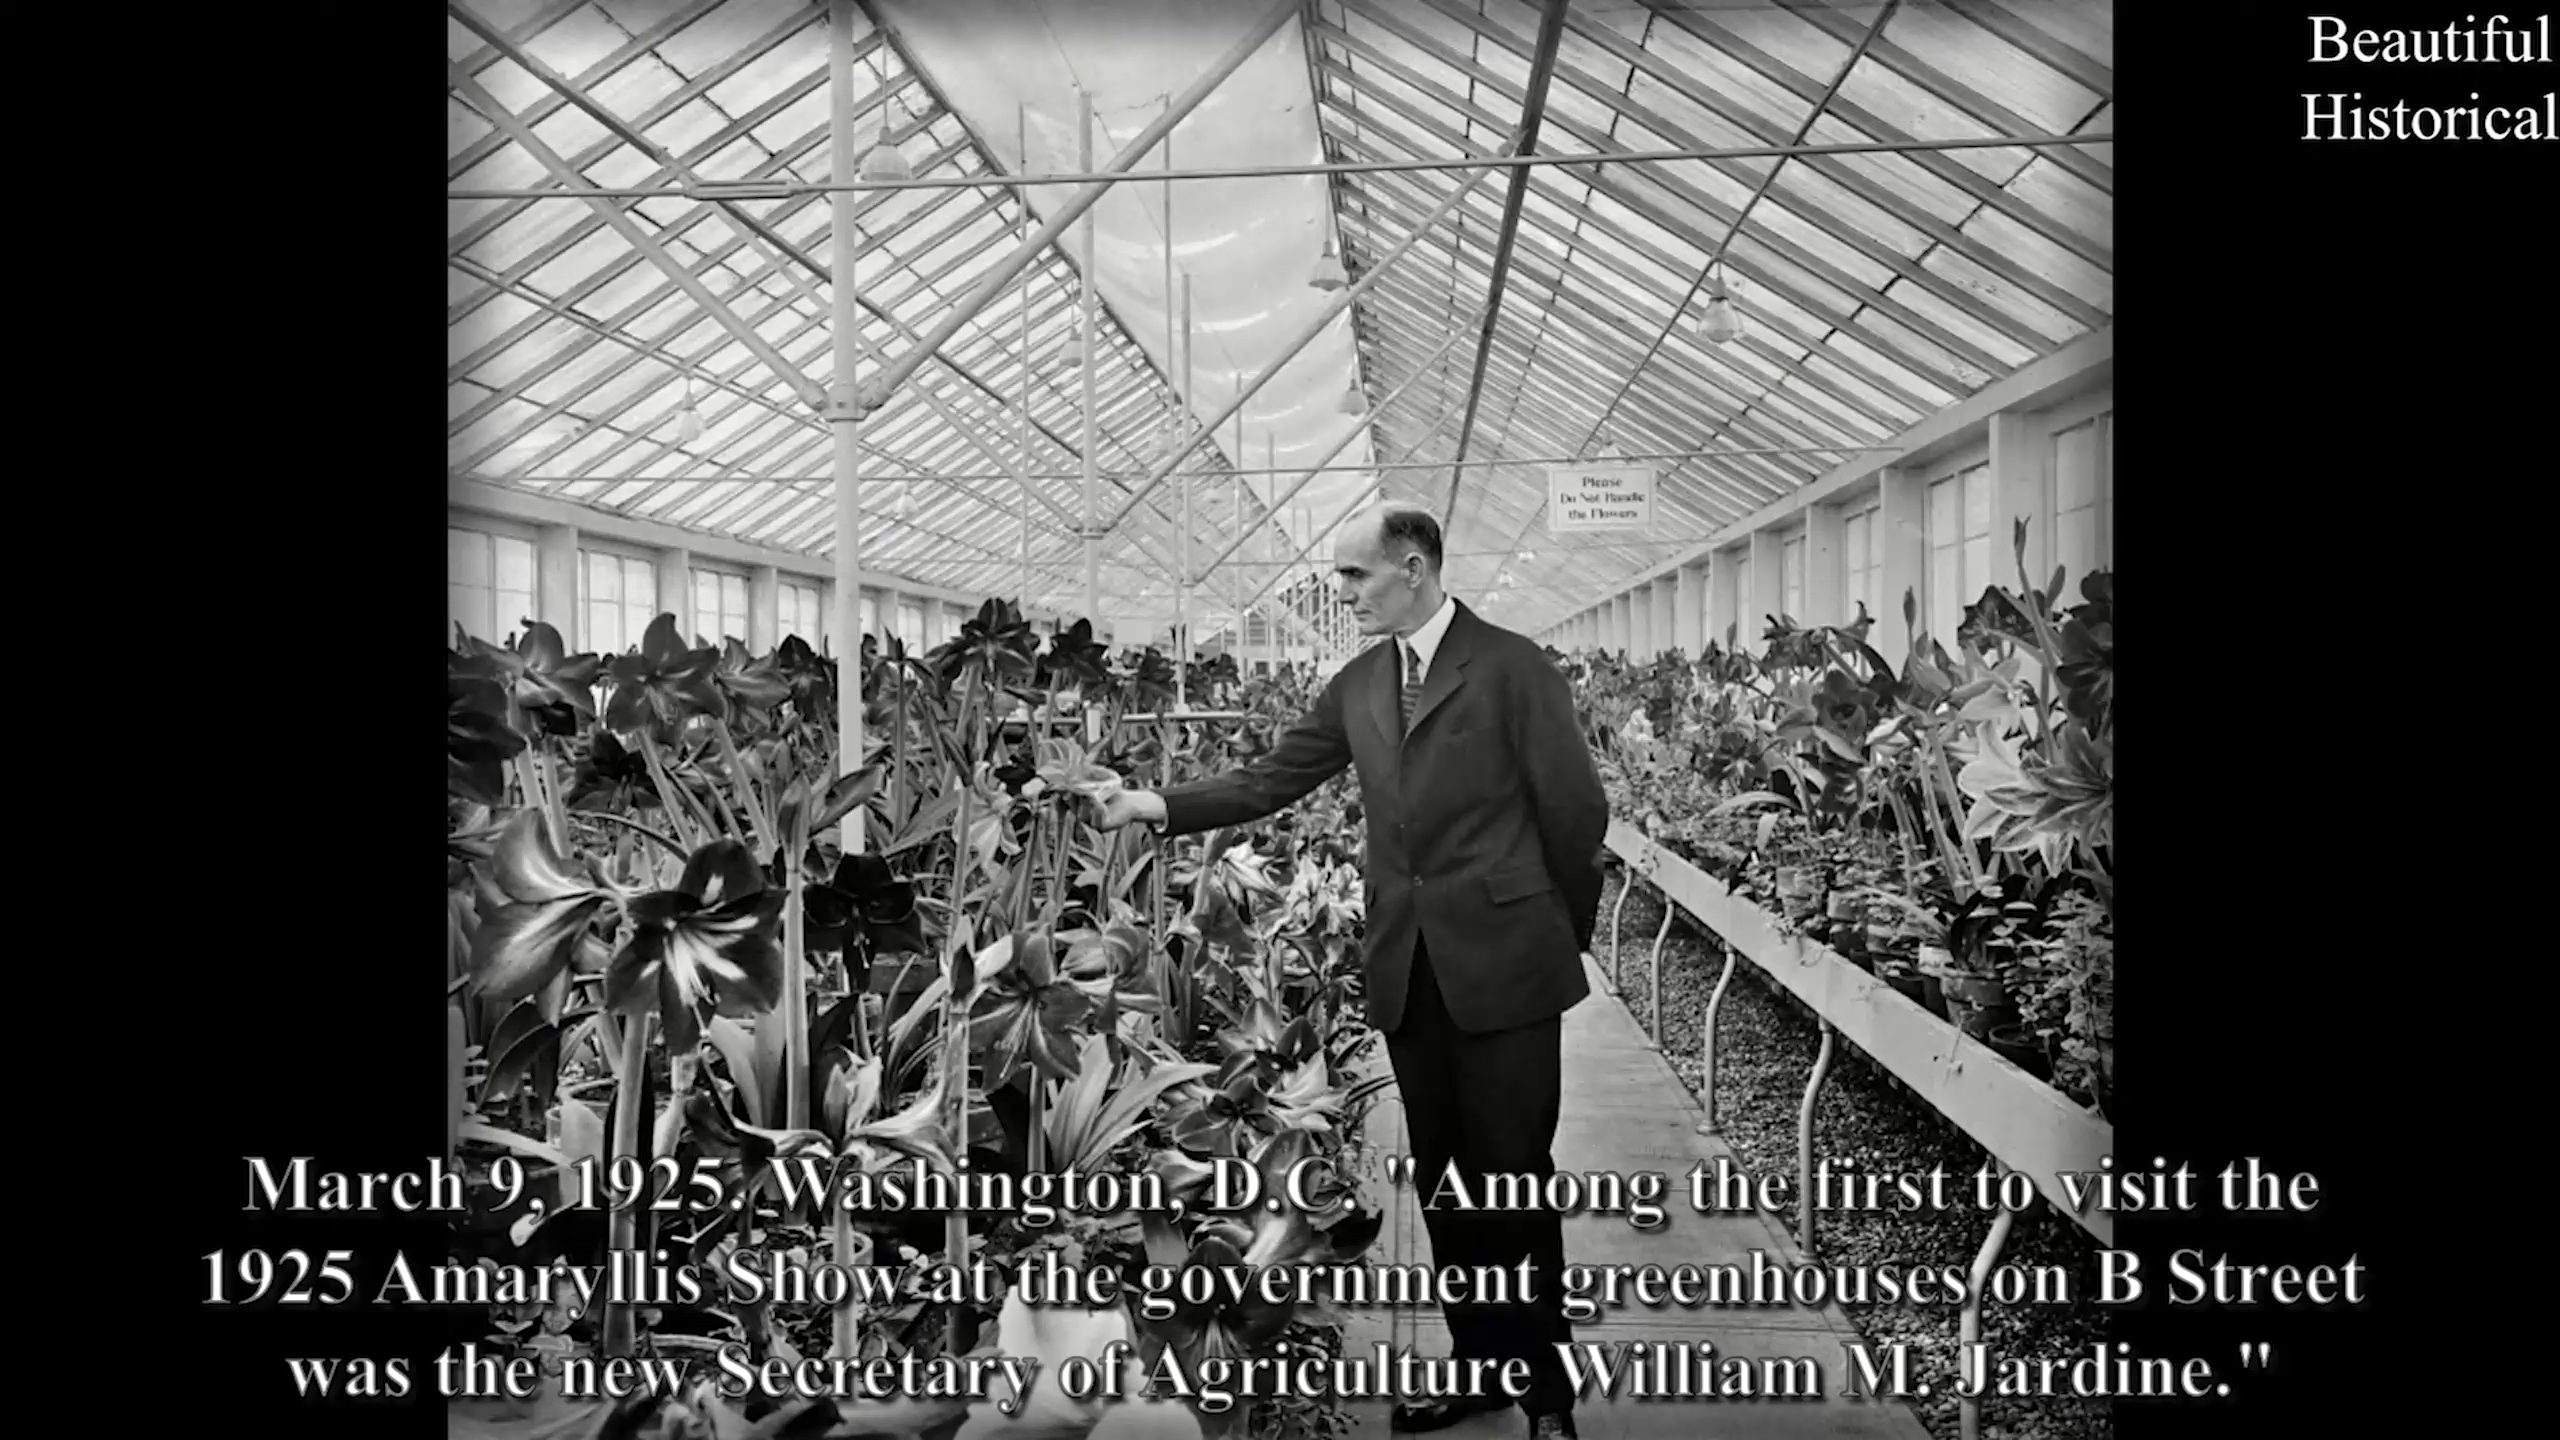 Beautiful
Historical
Please
Do Not Handle
the Flowers
March 9, 1925. Washington, D.C. "Among the first to visit the
1925 Amaryllis Show at the government greenhouses on B Street
was the new Secretary of Agriculture William M. Jardine."